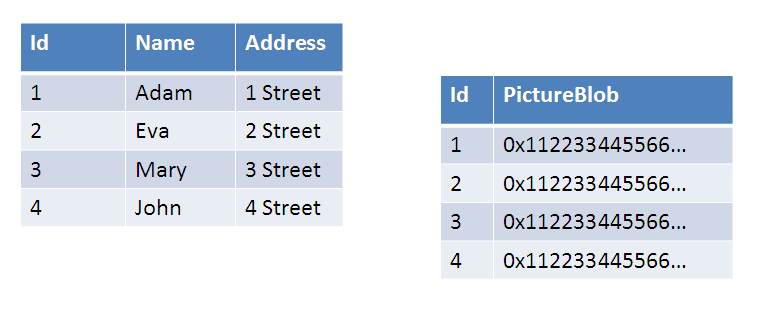 Id Name Address
1 Adam 1 Street
2 Eva 2 Street
3 Mary 3 Street
4 John 4 Street
Id PictureBlob
1 0x112233445566...
2 0x112233445566...
3 0x112233445566...
4 0x112233445566...